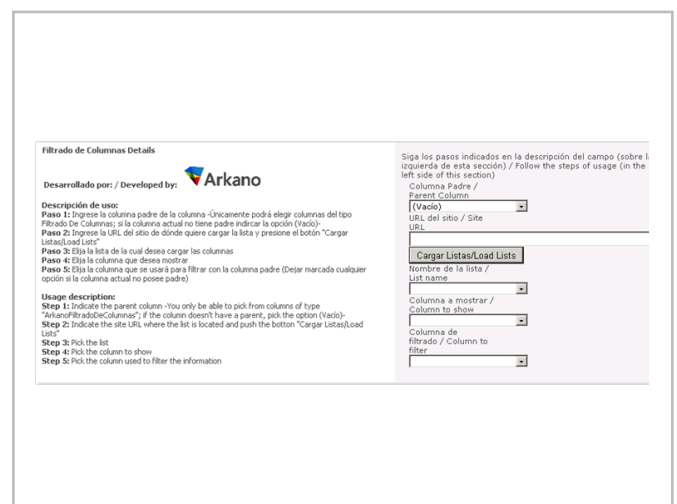 Filtrado de Columnas Details
Desarrollado por: / Developed by: Arkano
Descripción de uso:
Paso 1: Ingrese la columna padre de la columna -Únicamente podrá elegir columnas del tipo
Filtrado De Columnas; si la columna actual no tiene padre indircar la opción (Vacío)-
Paso 2: Ingrese la URL del sitio de dónde quiere cargar la lista y presione el botón "Cargar
Listas/Load Lists"
Paso 3: Elija la lista de la cual desea cargar las columnas
Paso 4: Elija la columna que desea mostrar
Paso 5: Elija la columna que se usará para filtrar con la columna padre (Dejar marcada cualquier
opción si la columna actual no posee padre)
Usage description:
Step 1: Indicate the parent column -You only be able to pick from columns of type
"ArkanoFiltradoDeColumnas"; if the column doesn't have a parent, pick the option (Vacío)-
Step 2: Indicate the site URL where the list is located and push the botton "Cargar Listas/Load
Lists"
Step 3: Pick the list
Step 4: Pick the column to show
Step 5: Pick the column used to filter the information
Siga los pasos indicados en la descripción del campo (sobre
izquierda de esta sección) / Follow the steps of usage (in the
left side of this section)
Columna Padre /
Parent Column
(Vacío)
URL del sitio / Site
URL
Cargar Listas/Load Lists
Nombre de la lista /
List name
Columna a mostrar /
Column to show
Columna de
filtrado / Column to
filter